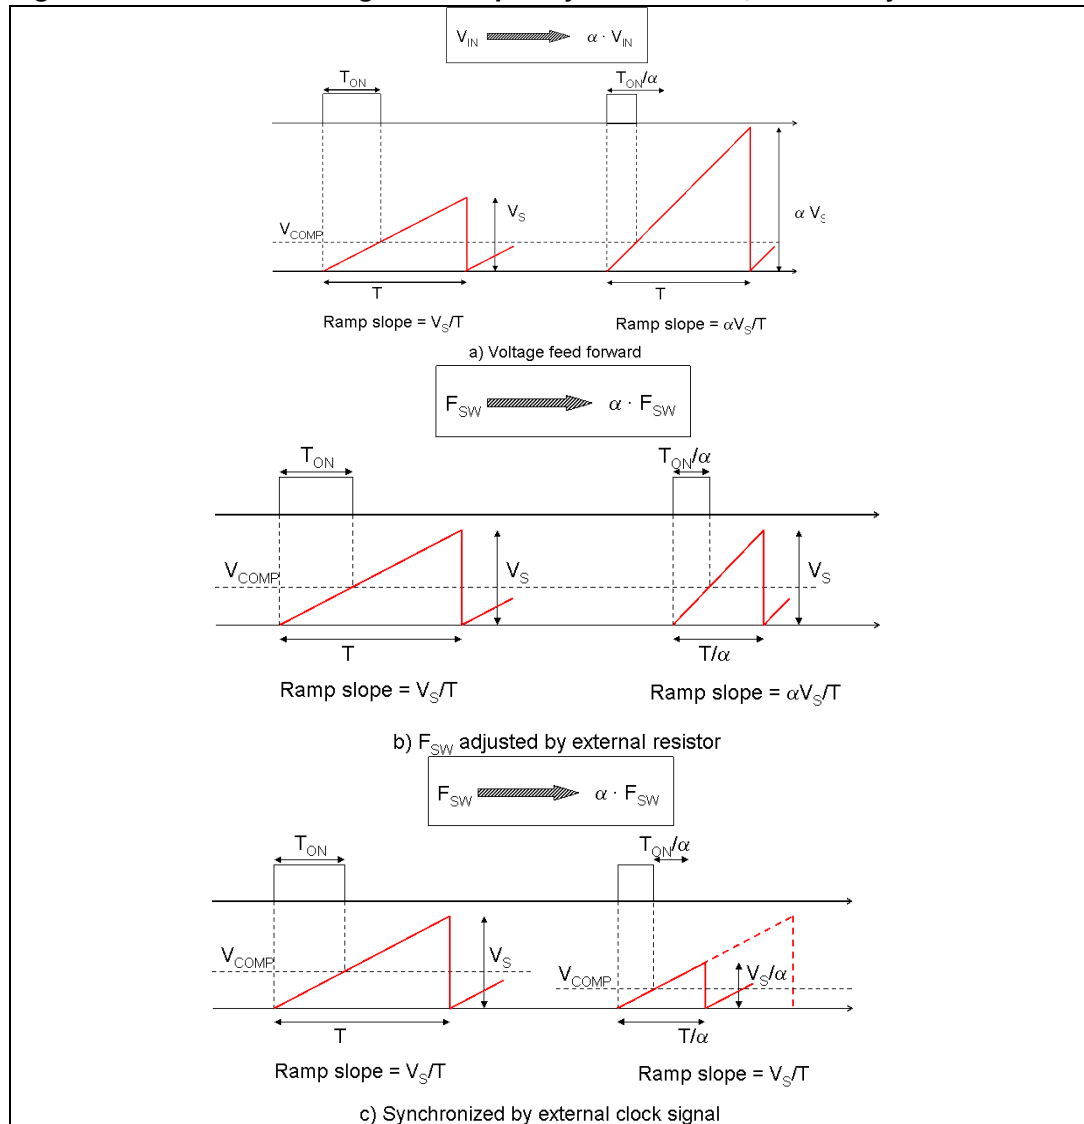 V_IN α · V_IN
T_ON T_ON/α
V_COMP V_S α V_S
T T
Ramp slope = V_S/T Ramp slope = αV_S/T
a) Voltage feed forward
F_SW α · F_SW
T_ON T_ON/α
V_COMP V_S V_S
T T/α
Ramp slope = V_S/T Ramp slope = αV_S/T
b) F_SW adjusted by external resistor
F_SW α · F_SW
T_ON T_ON/α
V_COMP V_S V_COMP V_S/α
T T/α
Ramp slope = V_S/T Ramp slope = V_S/T
c) Synchronized by external clock signal